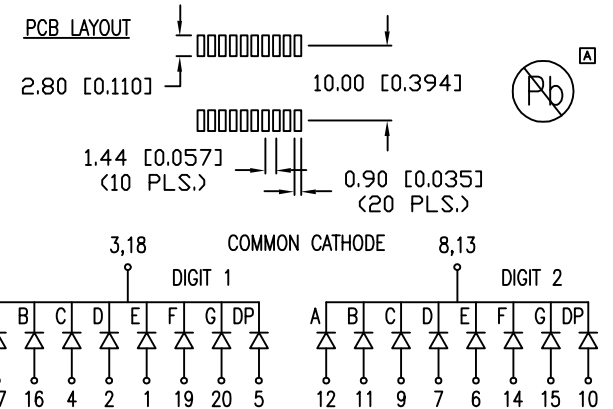 PCB LAYOUT
2.80 [0.110]
10.00 [0.394]
A
Pb
1.44 [0.057]
(10 PLS.)
0.90 [0.035]
(20 PLS.)
3,18
COMMON CATHODE
8,13
DIGIT 1
DIGIT 2
B C D E F G DP
A B C D E F G DP
7 16 4 2 1 19 20 5
12 11 9 7 6 14 15 10